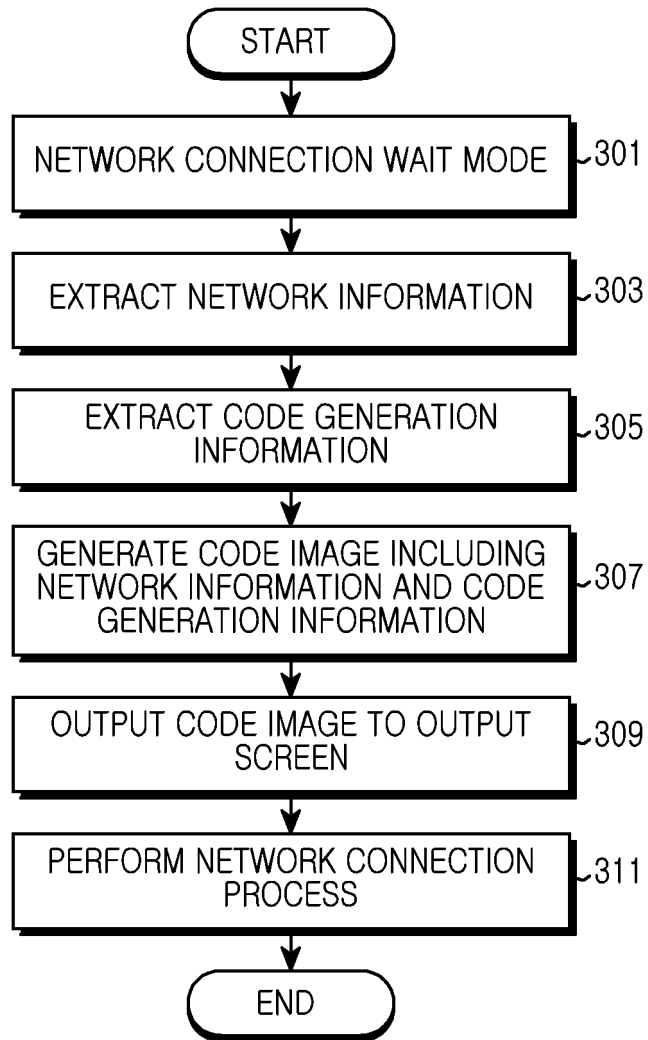 START
NETWORK CONNECTION WAIT MODE
301
EXTRACT NETWORK INFORMATION
303
EXTRACT CODE GENERATION
INFORMATION
305
GENERATE CODE IMAGE INCLUDING
NETWORK INFORMATION AND CODE
GENERATION INFORMATION
307
OUTPUT CODE IMAGE TO OUTPUT
SCREEN
309
PERFORM NETWORK CONNECTION
PROCESS
311
END